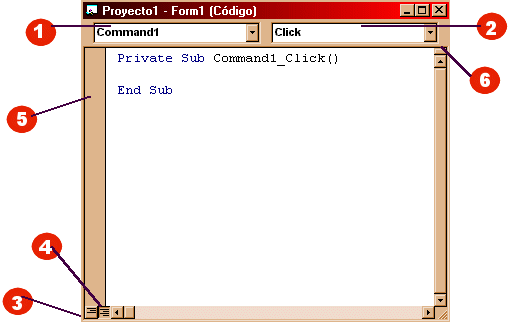 Proyecto1 - Form1 (Código)
1
Command1
Click
2
Private Sub Command1_Click()
6
End Sub
5
4
3